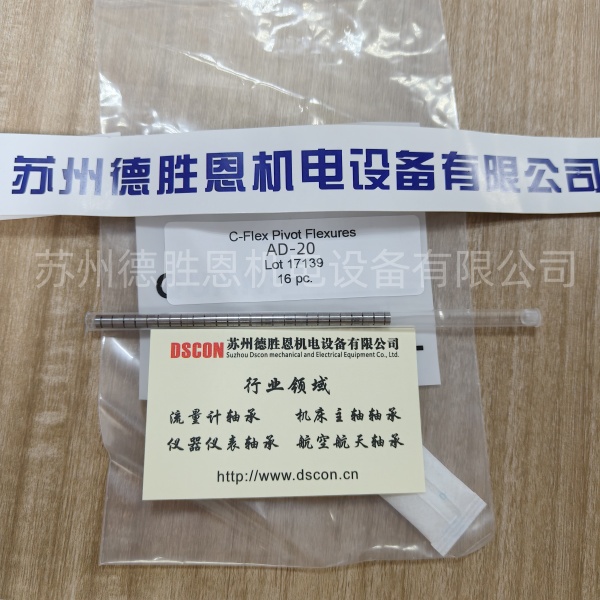 苏州德胜恩机电设备有限公司
C-Flex Pivot Flexures
AD-20
Lot 17139
16 pc.
苏州德胜恩机电设备有限公司
DSCON 苏州德胜恩机电设备有限公司
Suzhou Dscon mechanical and Electrical Equipment Co., Ltd.
行业领域
流量计轴承 机床主轴轴承
仪器仪表轴承 航空航天轴承
http://www.dscon.cn